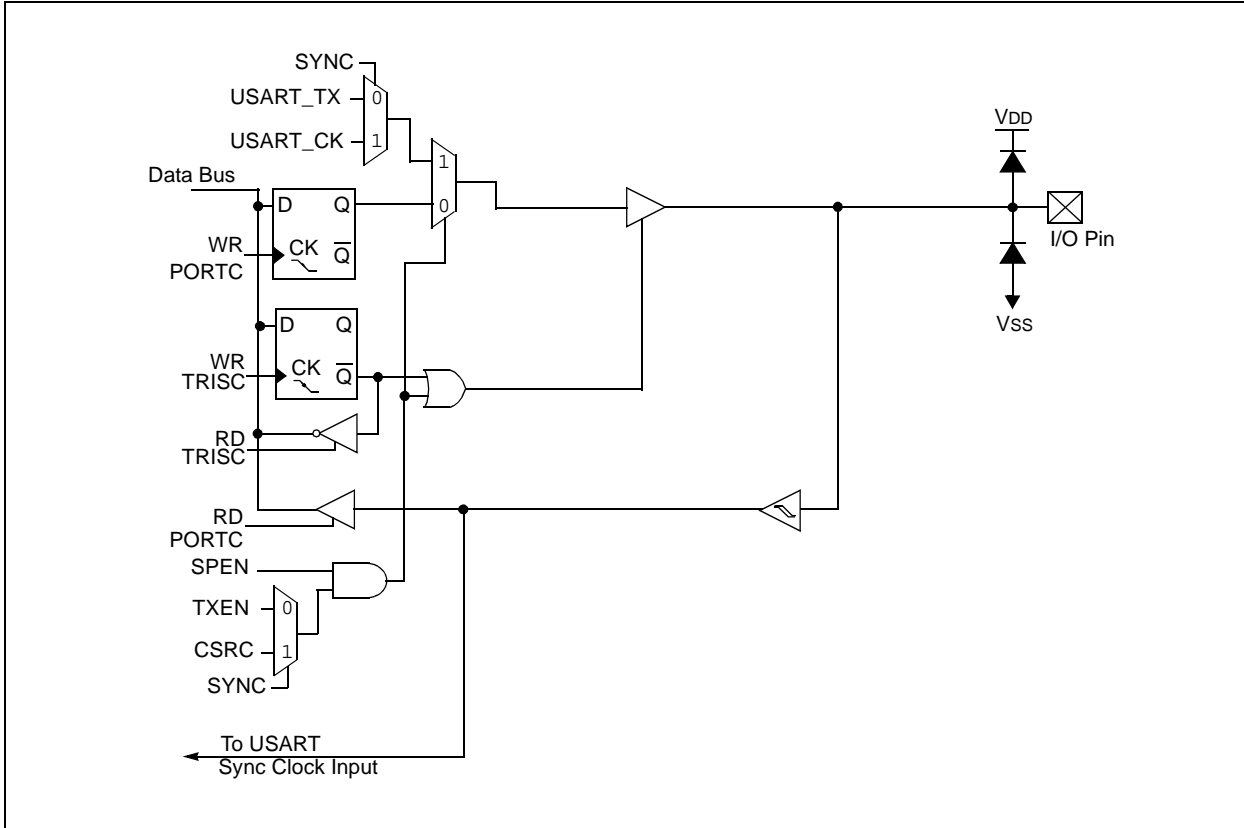 SYNC
USART_TX
0
USART_CK
1
1
0
VDD
I/O Pin
VSS
Data Bus
D
Q
WR
PORTC
CK
Q̅
D
Q
WR
TRISC
CK
Q̅
RD
TRISC
RD
PORTC
SPEN
TXEN
0
CSRC
1
SYNC
To USART
Sync Clock Input